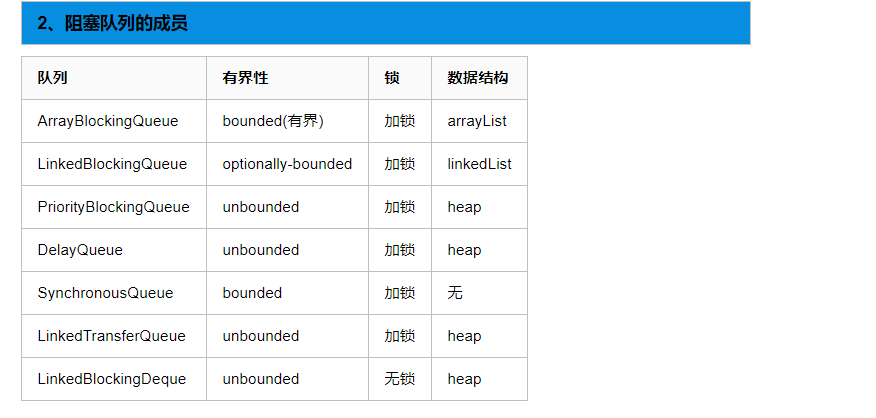 2、阻塞队列的成员
队列 有界性 锁 数据结构
ArrayBlockingQueue bounded(有界) 加锁 arrayList
LinkedBlockingQueue optionally-bounded 加锁 linkedList
PriorityBlockingQueue unbounded 加锁 heap
DelayQueue unbounded 加锁 heap
SynchronousQueue bounded 加锁 无
LinkedTransferQueue unbounded 加锁 heap
LinkedBlockingDeque unbounded 无锁 heap